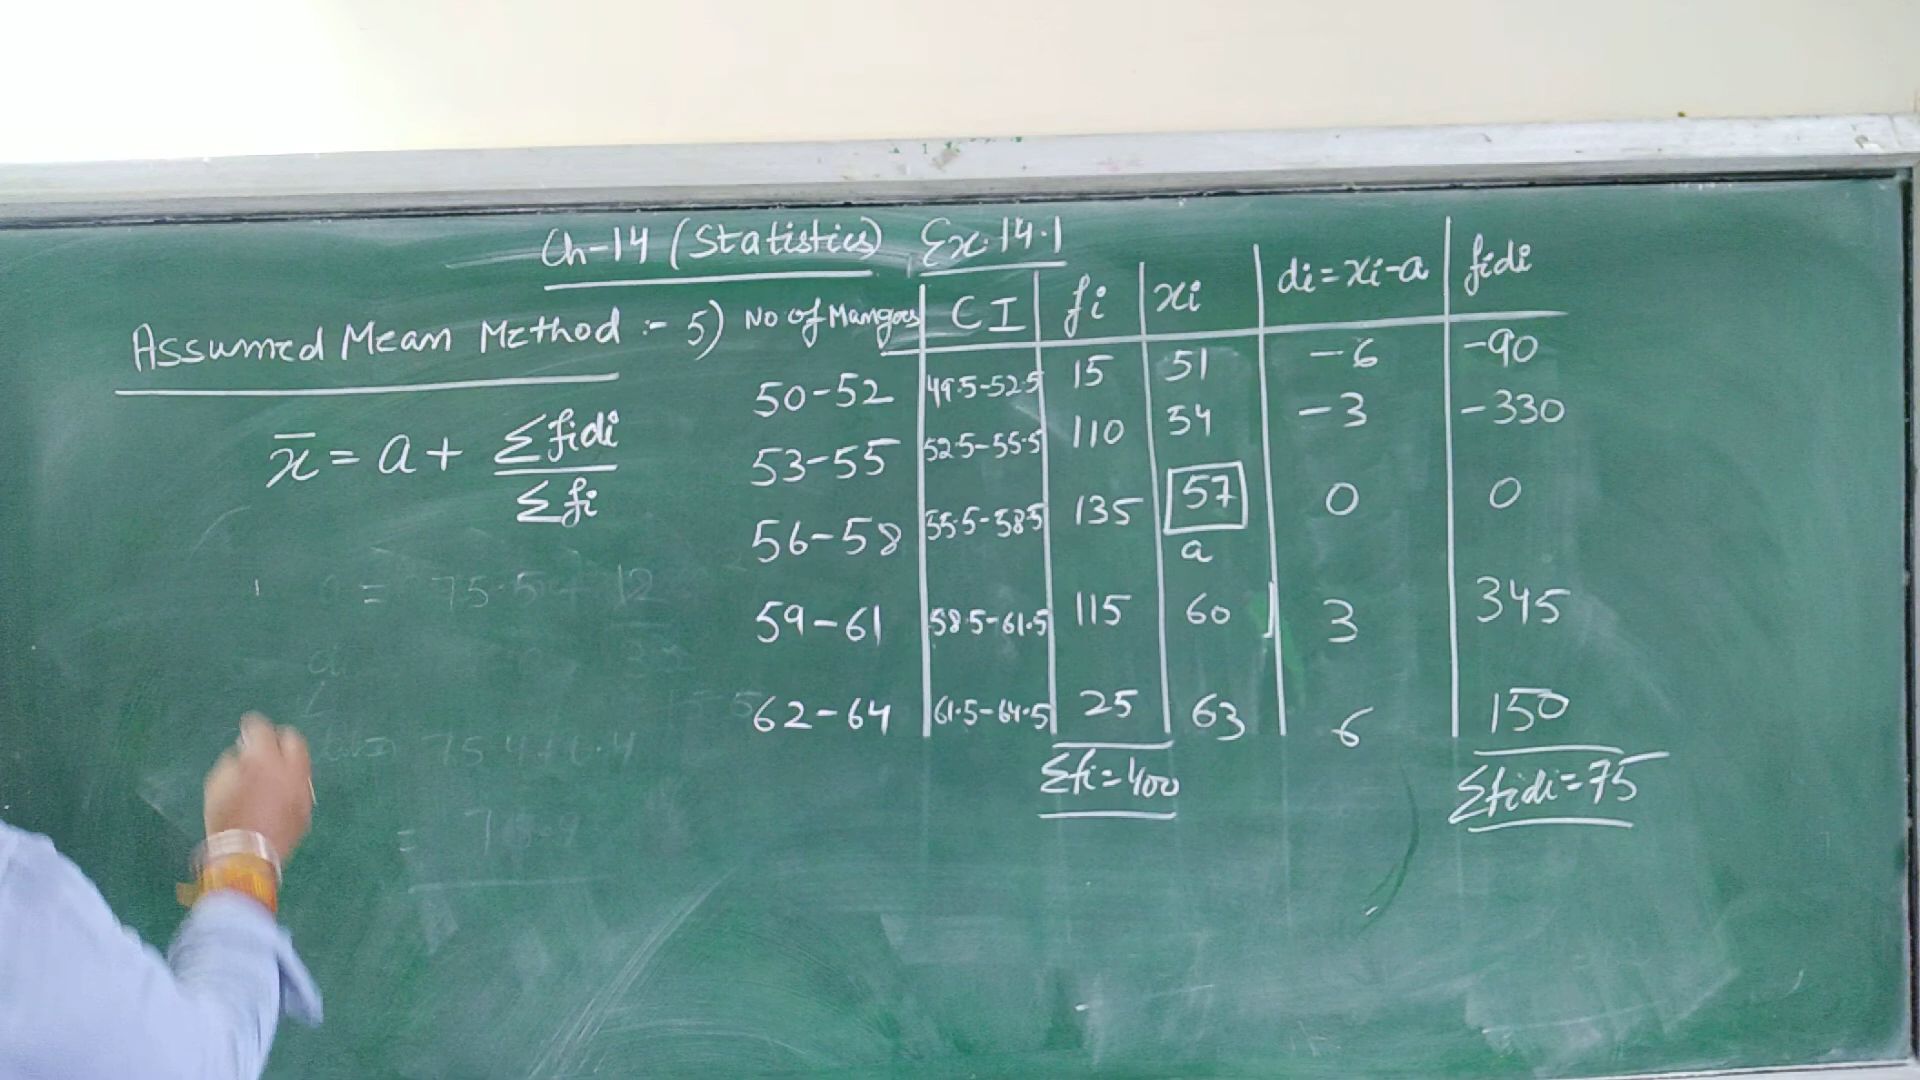 Ch-14 (Statistics) Ex.14.1
Assumed Mean Method :- 5) No of Mangoes CI fi xi di=xi-a fidi
50-52 49.5-52.5 15 51 -6 -90
53-55 52.5-55.5 110 54 -3 -330
56-58 55.5-58.5 135 57 0 0
a
59-61 58.5-61.5 115 60 3 345
62-64 61.5-64.5 25 63 6 150
Σfi=400 Σfidi=75
x̄ = a + Σfidi
Σfi
= 75.5 + 12